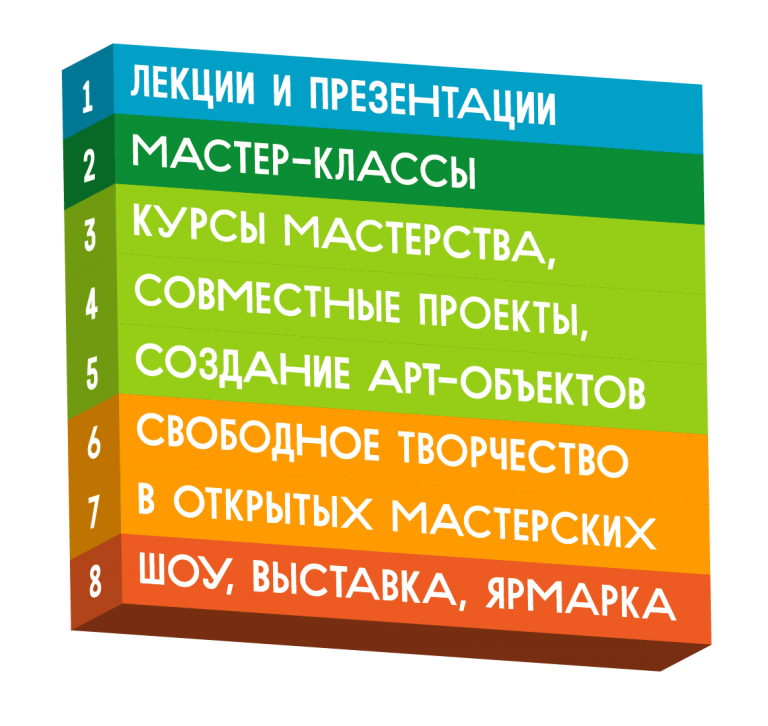 1 ЛЕКЦИИ И ПРЕЗЕНТАЦИИ
2 МАСТЕР-КЛАССЫ
3 КУРСЫ МАСТЕРСТВА,
4 СОВМЕСТНЫЕ ПРОЕКТЫ,
5 СОЗДАНИЕ АРТ-ОБЪЕКТОВ
6 СВОБОДНОЕ ТВОРЧЕСТВО
7 В ОТКРЫТЫХ МАСТЕРСКИХ
8 ШОУ, ВЫСТАВКА, ЯРМАРКА